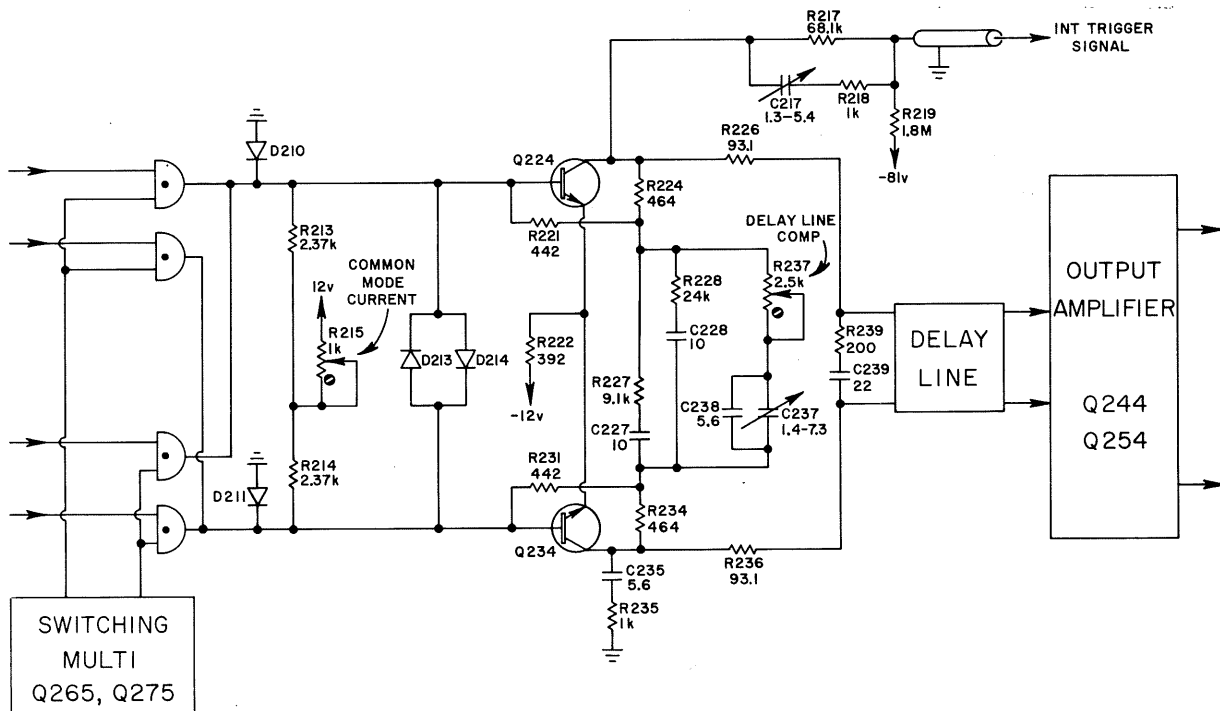 R217
68.1k
INT TRIGGER
SIGNAL
C217
1.3-5.4
R218
1k
R219
1.8M
-81v
D210
Q224
R226
93.1
R224
464
R213
2.37k
R221
442
DELAY LINE
COMP
COMMON
MODE
CURRENT
12v
R215
1k
D213
D214
R222
392
-12v
R228
24k
C228
10
R237
2.5k
R227
9.1k
C227
10
C238
5.6
C237
1.4-7.3
R239
200
C239
22
DELAY
LINE
OUTPUT
AMPLIFIER
Q244
Q254
R214
2.37k
D211
R231
442
R234
464
Q234
R236
93.1
C235
5.6
R235
1k
SWITCHING
MULTI
Q265, Q275